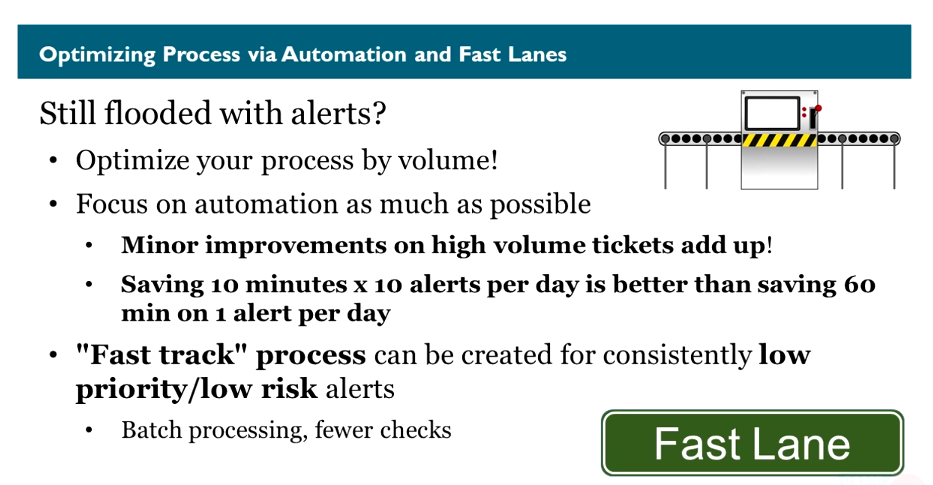 Optimizing Process via Automation and Fast Lanes
Still flooded with alerts?
• Optimize your process by volume!
• Focus on automation as much as possible
• Minor improvements on high volume tickets add up!
• Saving 10 minutes x 10 alerts per day is better than saving 60
min on 1 alert per day
• "Fast track" process can be created for consistently low
priority/low risk alerts
• Batch processing, fewer checks
Fast Lane